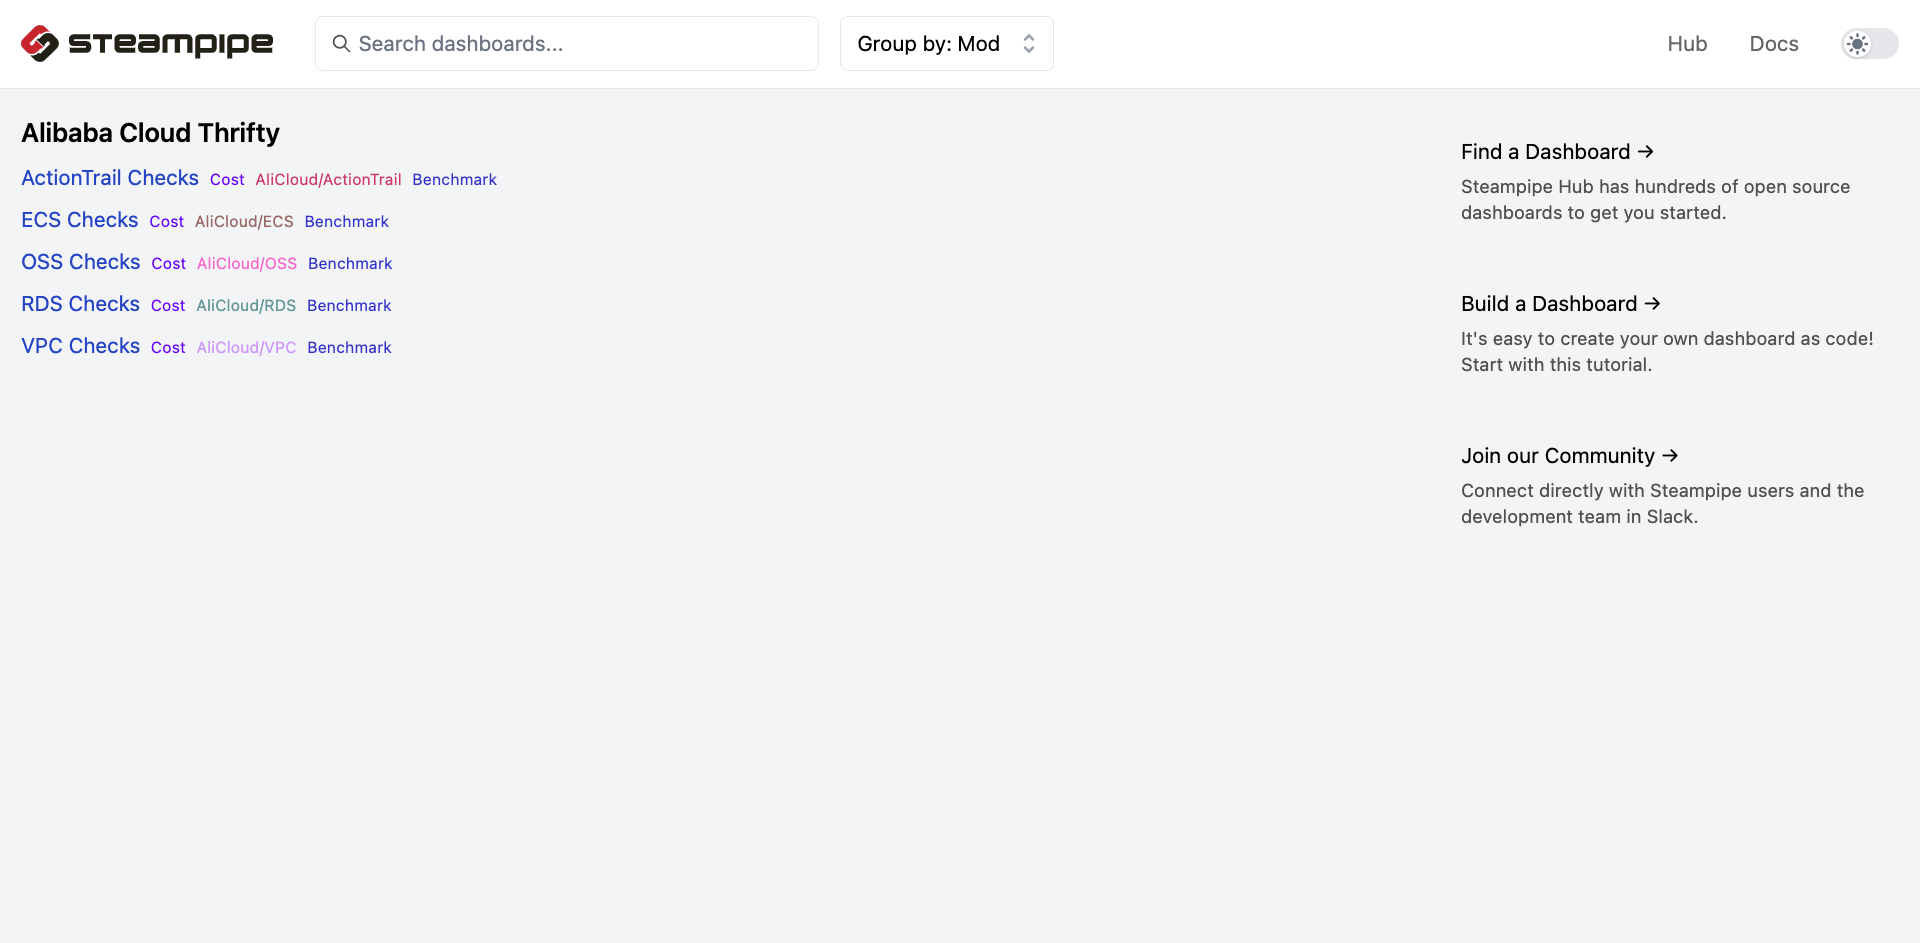 steampipe
Search dashboards...
Group by: Mod
Hub
Docs
Alibaba Cloud Thrifty
ActionTrail Checks Cost AliCloud/ActionTrail Benchmark
ECS Checks Cost AliCloud/ECS Benchmark
OSS Checks Cost AliCloud/OSS Benchmark
RDS Checks Cost AliCloud/RDS Benchmark
VPC Checks Cost AliCloud/VPC Benchmark
Find a Dashboard →
Steampipe Hub has hundreds of open source
dashboards to get you started.
Build a Dashboard →
It's easy to create your own dashboard as code!
Start with this tutorial.
Join our Community →
Connect directly with Steampipe users and the
development team in Slack.